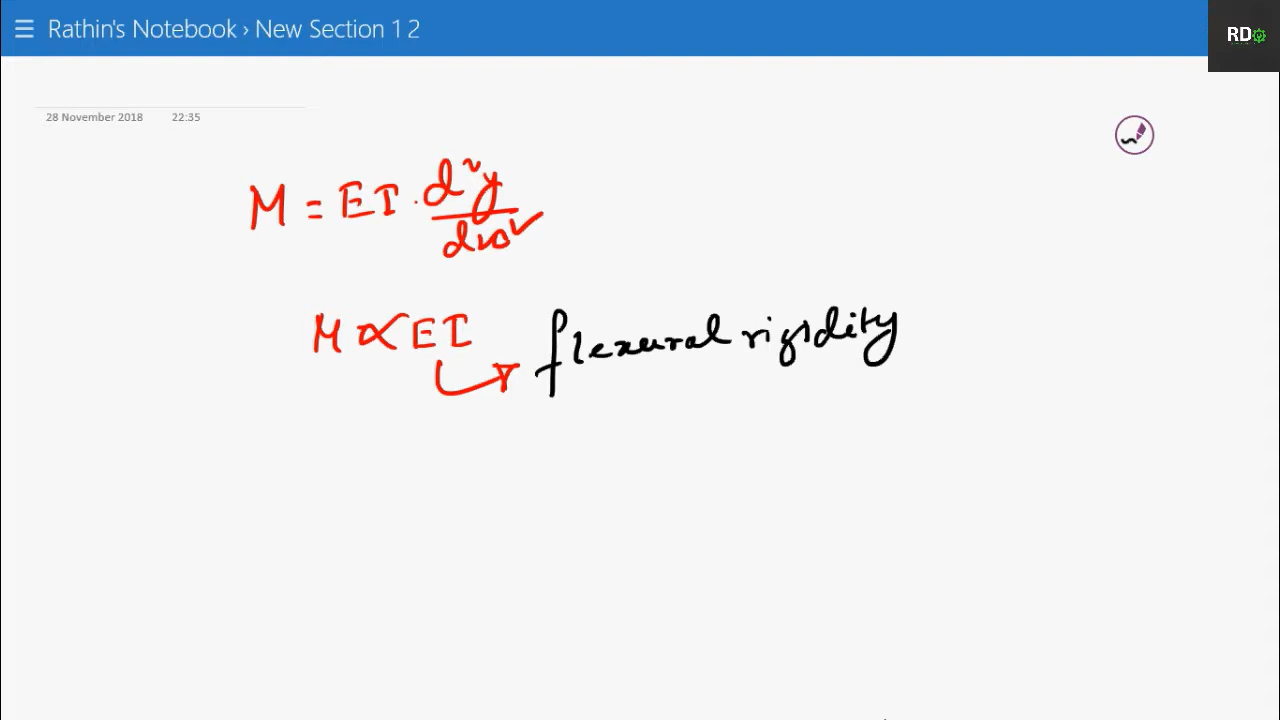 Rathin's Notebook › New Section 1 2
RD
28 November 2018 22:35
M = EI · d²y/dx²
M ∝ EI → flexural rigidity